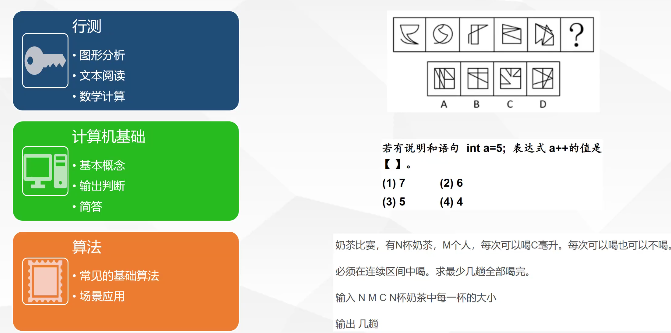 行测
• 图形分析
• 文本阅读
• 数学计算
计算机基础
• 基本概念
• 输出判断
• 简答
算法
• 常见的基础算法
• 场景应用
?
A B C D
若有说明和语句 int a=5; 表达式 a++的值是
【 】。
(1) 7 (2) 6
(3) 5 (4) 4
奶茶比赛，有N杯奶茶，M个人，每次可以喝C毫升。每次可以喝也可以不喝。
必须在连续区间中喝。求最少几趟全部喝完。
输入 N M C N杯奶茶中每一杯的大小
输出 几趟